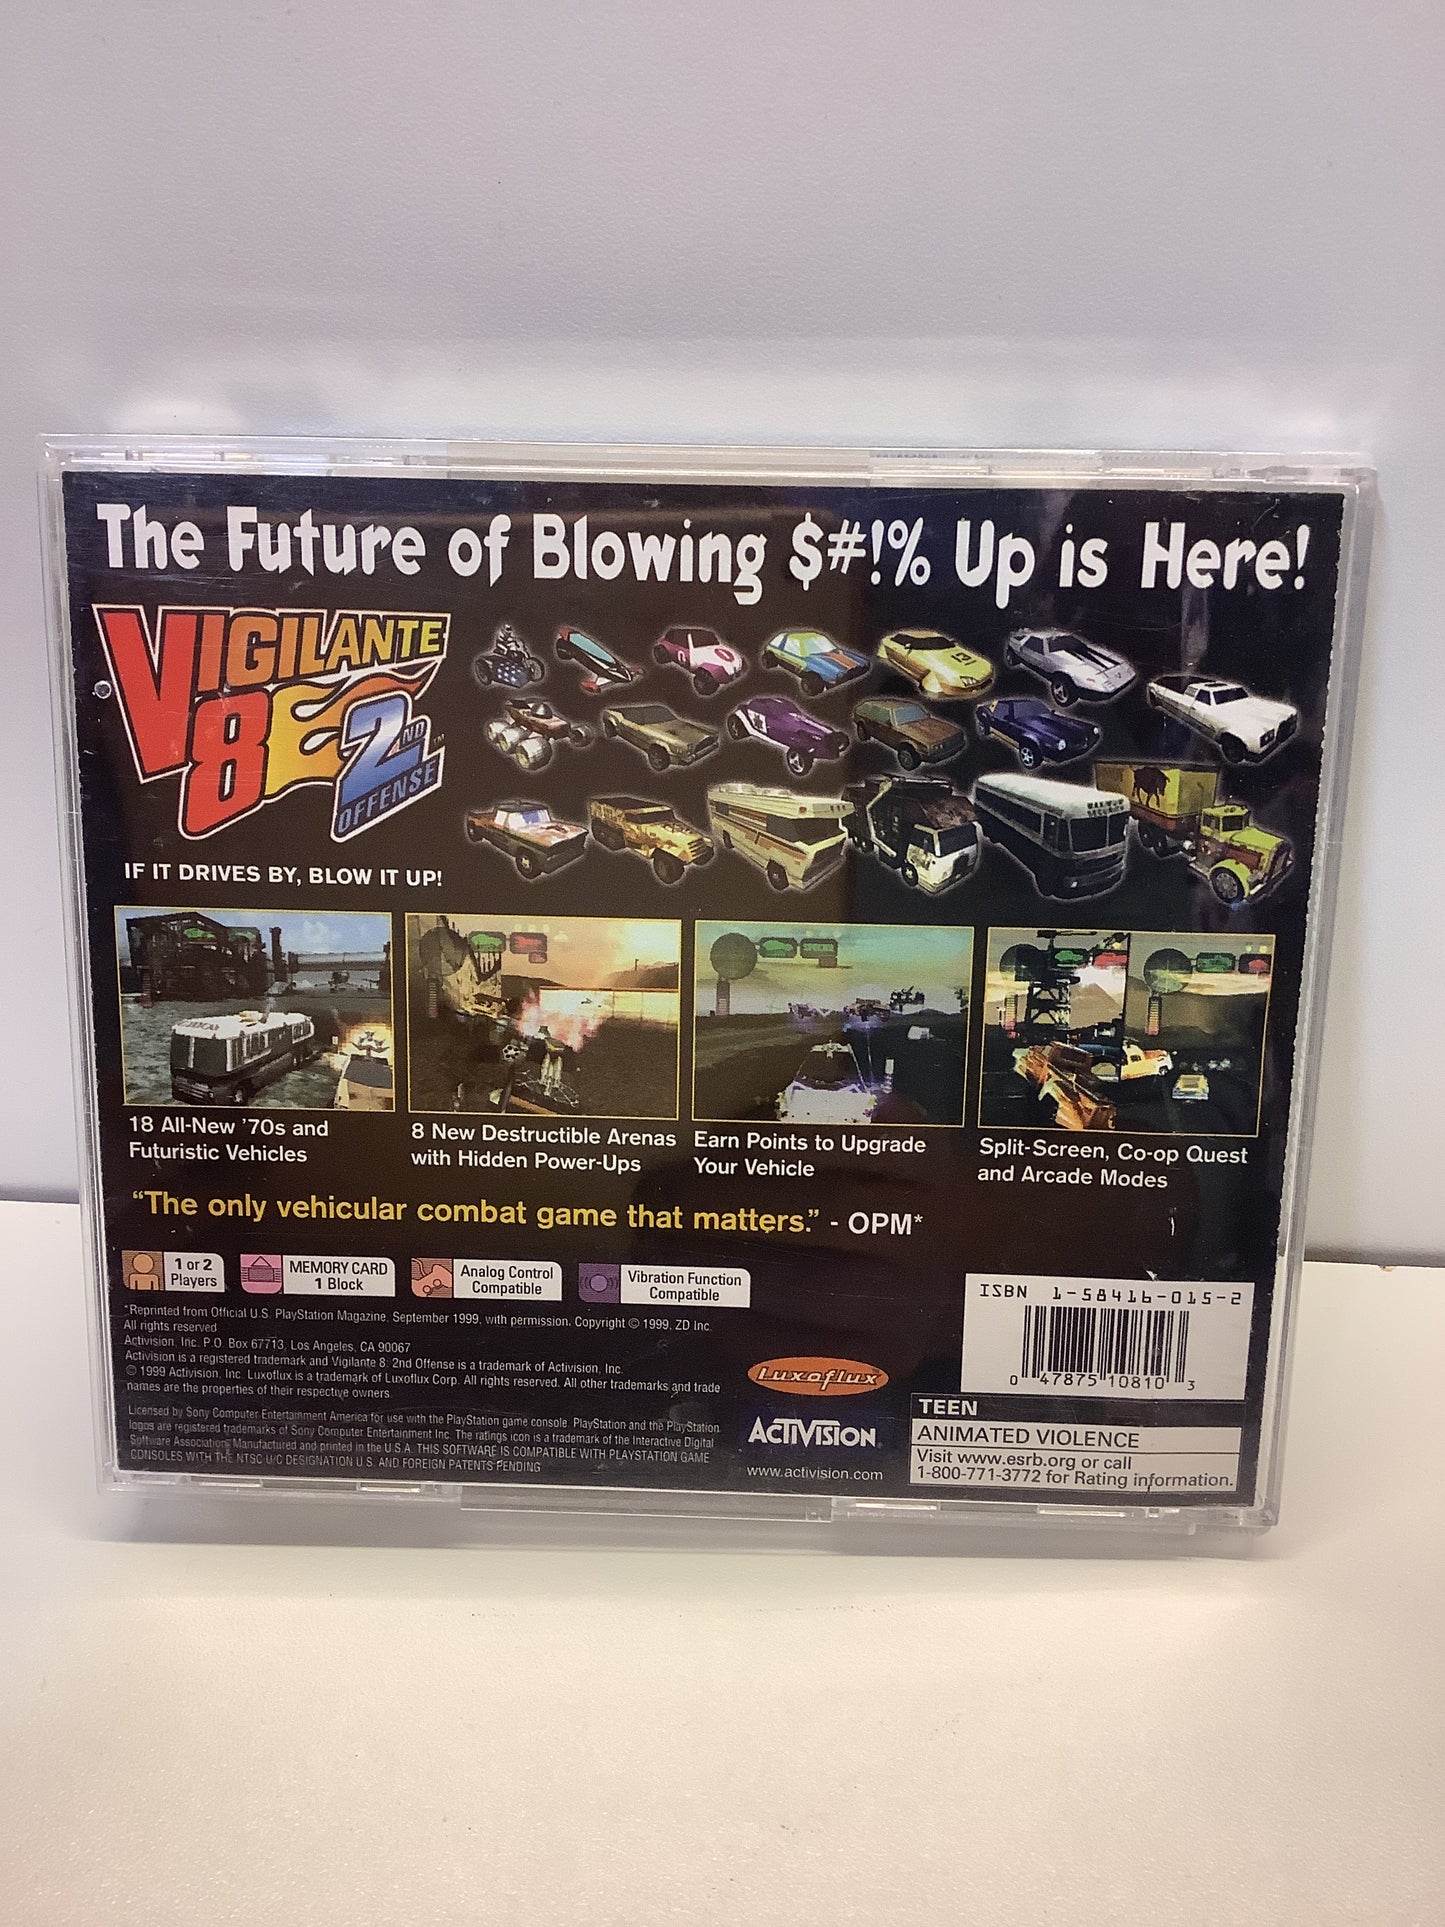 The Future of Blowing $#!% Up is Here!
VIGILANTE
8 2ND
OFFENSE™
IF IT DRIVES BY, BLOW IT UP!
18 All-New '70s and
Futuristic Vehicles
8 New Destructible Arenas
with Hidden Power-Ups
Earn Points to Upgrade
Your Vehicle
Split-Screen, Co-op Quest
and Arcade Modes
“The only vehicular combat game that matters.” - OPM*
1 or 2
Players
MEMORY CARD
1 Block
Analog Control
Compatible
Vibration Function
Compatible
*Reprinted from Official U.S. PlayStation Magazine, September 1999, with permission. Copyright © 1999, ZD Inc.
All rights reserved
Activision, Inc. P.O. Box 67713, Los Angeles, CA 90067
Activision is a registered trademark and Vigilante 8: 2nd Offense is a trademark of Activision, Inc.
© 1999 Activision, Inc. Luxoflux is a trademark of Luxoflux Corp. All rights reserved. All other trademarks and trade
names are the properties of their respective owners.
Licensed by Sony Computer Entertainment America for use with the PlayStation game console. PlayStation and the PlayStation
logos are registered trademarks of Sony Computer Entertainment Inc. The ratings icon is a trademark of the Interactive Digital
Software Association. Manufactured and printed in the U.S.A. THIS SOFTWARE IS COMPATIBLE WITH PLAYSTATION GAME
CONSOLES WITH THE NTSC U/C DESIGNATION U.S. AND FOREIGN PATENTS PENDING
Luxoflux™
ACTIVISION
www.activision.com
ISBN 1-58416-015-2
0 47875 10810 3
TEEN
ANIMATED VIOLENCE
Visit www.esrb.org or call
1-800-771-3772 for Rating information.